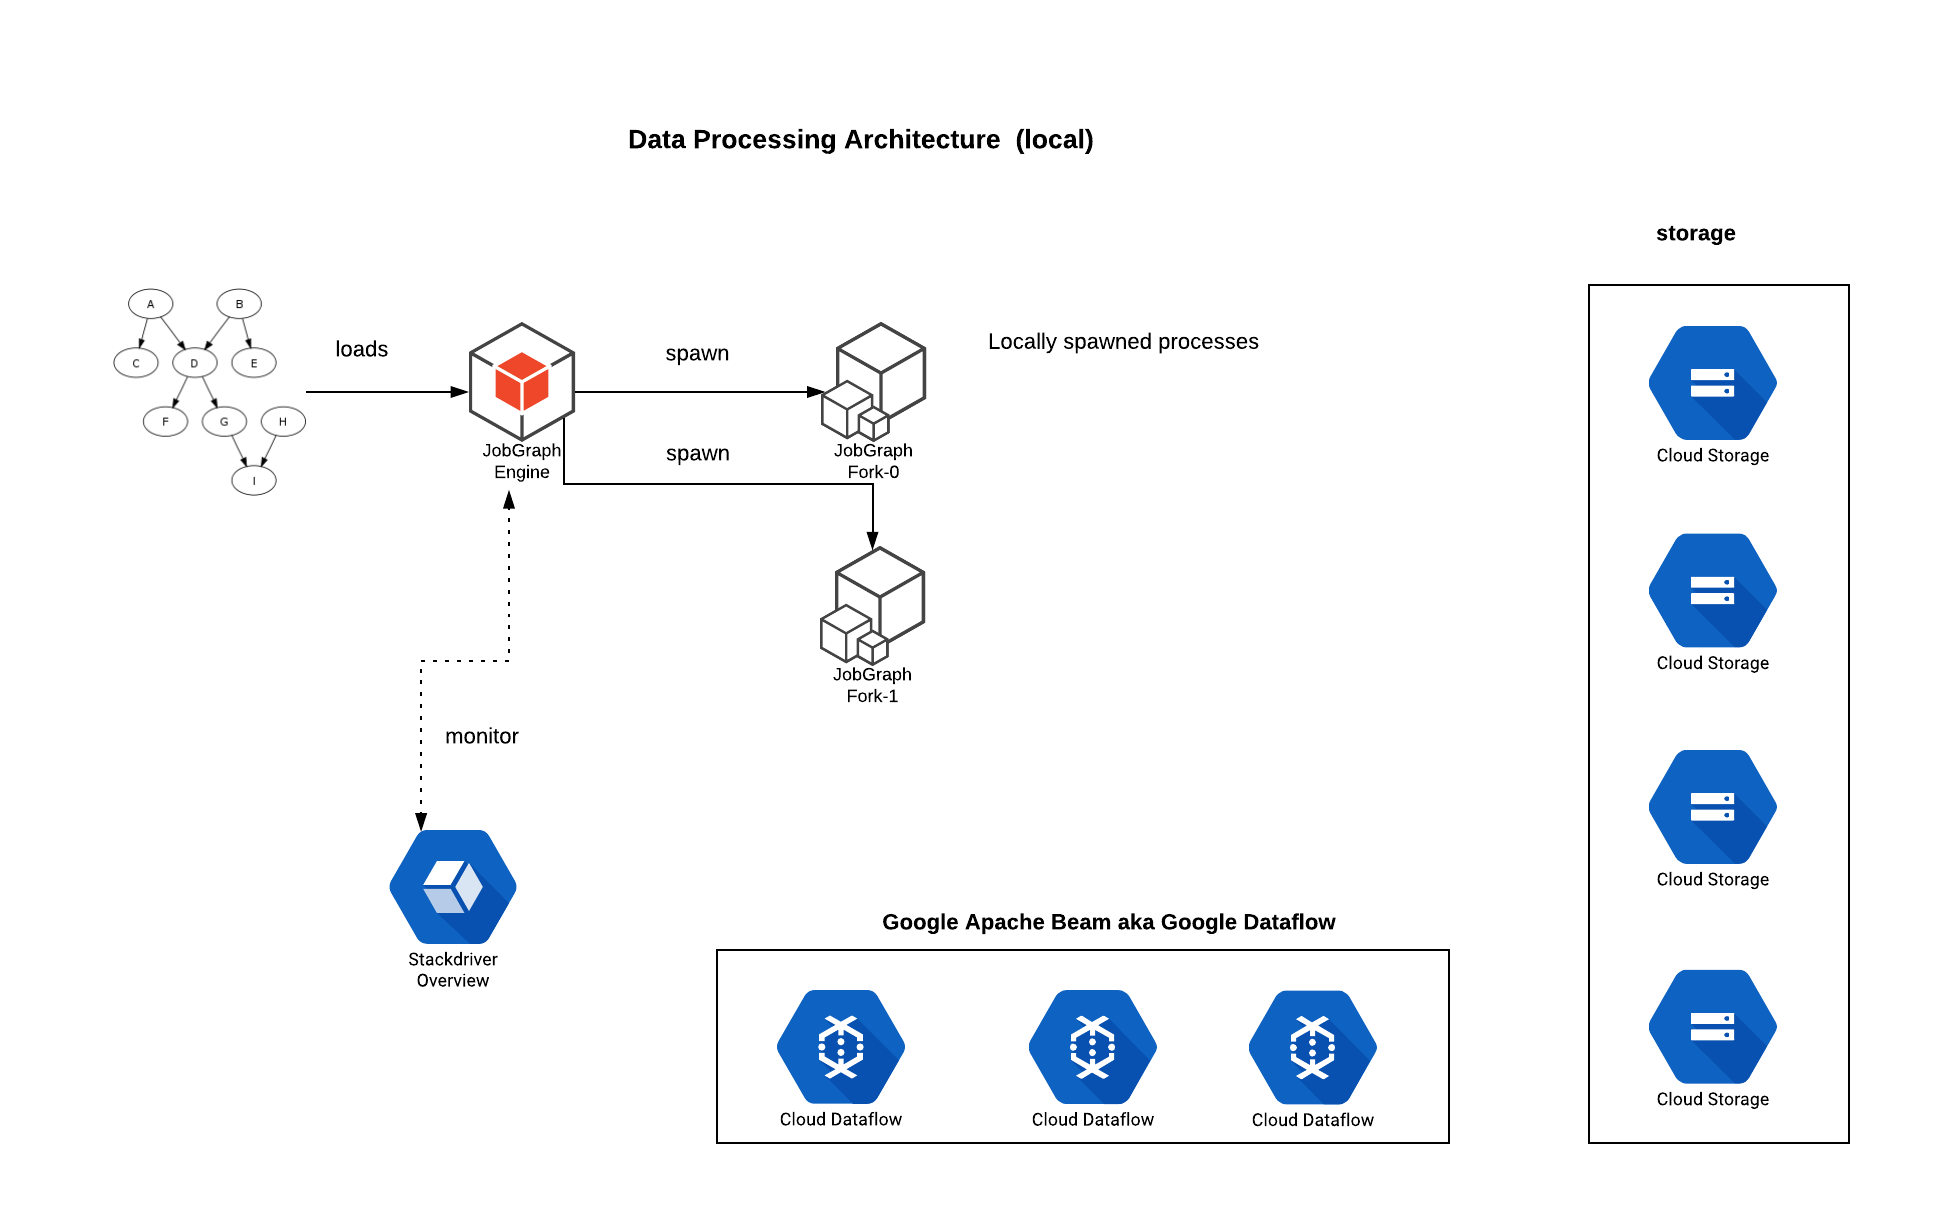 Data Processing Architecture  (local)
storage
A
B
C
D
E
F
G
H
I
loads
JobGraph
Engine
spawn
spawn
JobGraph
Fork-0
Locally spawned processes
JobGraph
Fork-1
monitor
Stackdriver
Overview
Google Apache Beam aka Google Dataflow
Cloud Dataflow
Cloud Dataflow
Cloud Dataflow
Cloud Storage
Cloud Storage
Cloud Storage
Cloud Storage